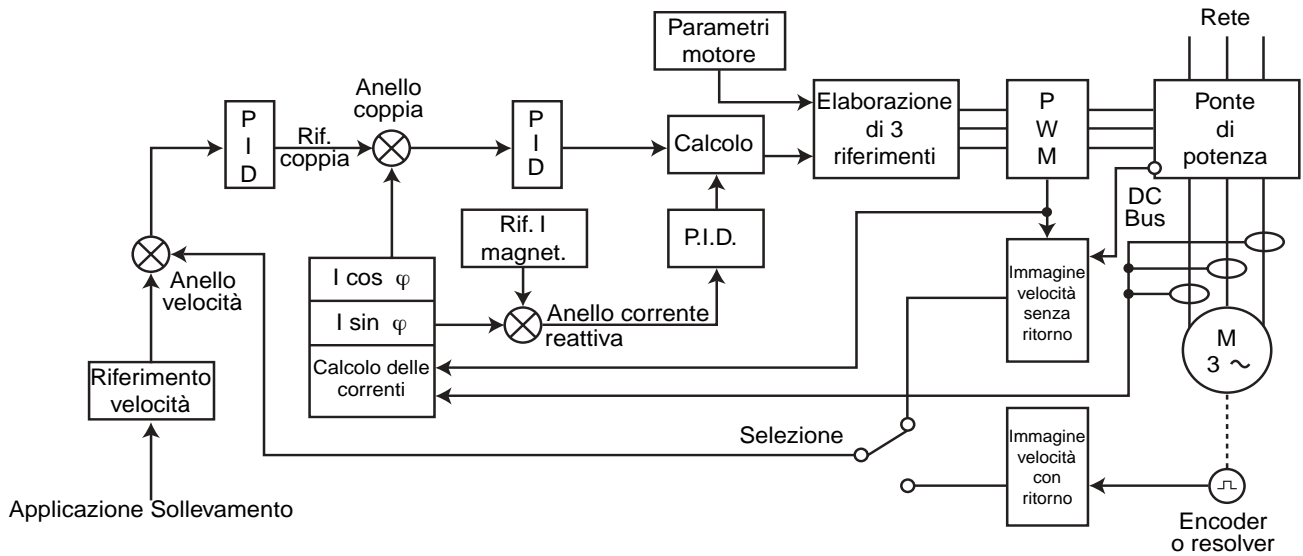 Rete
Parametri
motore
Anello
coppia
P
I
D
Rif.
coppia
P
I
D
Calcolo
Elaborazione
di 3
riferimenti
P
W
M
Ponte
di
potenza
DC
Bus
Rif. I
magnet.
P.I.D.
Anello
velocità
I cos φ
I sin φ
Calcolo delle
correnti
Anello corrente
reattiva
Immagine
velocità
senza
ritorno
M
3 ~
Riferimento
velocità
Selezione
Immagine
velocità
con
ritorno
Applicazione Sollevamento
Encoder
o resolver